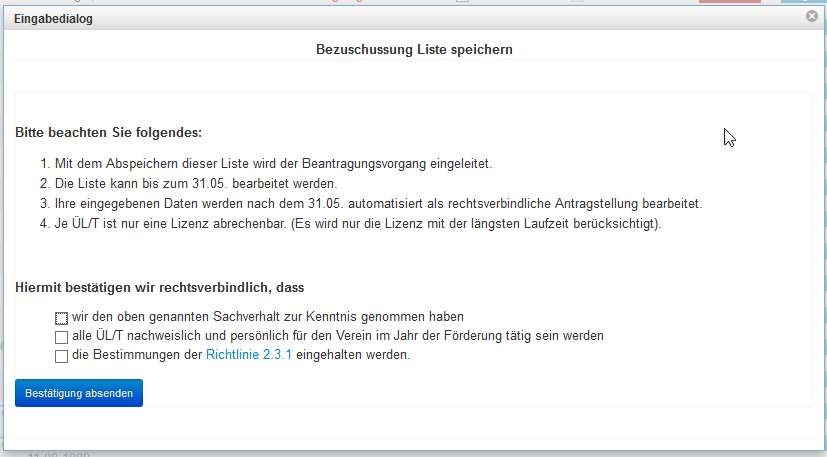 Eingabedialog
Bezuschussung Liste speichern
Bitte beachten Sie folgendes:
1. Mit dem Abspeichern dieser Liste wird der Beantragungsvorgang eingeleitet.
2. Die Liste kann bis zum 31.05. bearbeitet werden.
3. Ihre eingegebenen Daten werden nach dem 31.05. automatisiert als rechtsverbindliche Antragstellung bearbeitet.
4. Je ÜL/T ist nur eine Lizenz abrechenbar. (Es wird nur die Lizenz mit der längsten Laufzeit berücksichtigt).
Hiermit bestätigen wir rechtsverbindlich, dass
wir den oben genannten Sachverhalt zur Kenntnis genommen haben
alle ÜL/T nachweislich und persönlich für den Verein im Jahr der Förderung tätig sein werden
die Bestimmungen der Richtlinie 2.3.1 eingehalten werden.
Bestätigung absenden